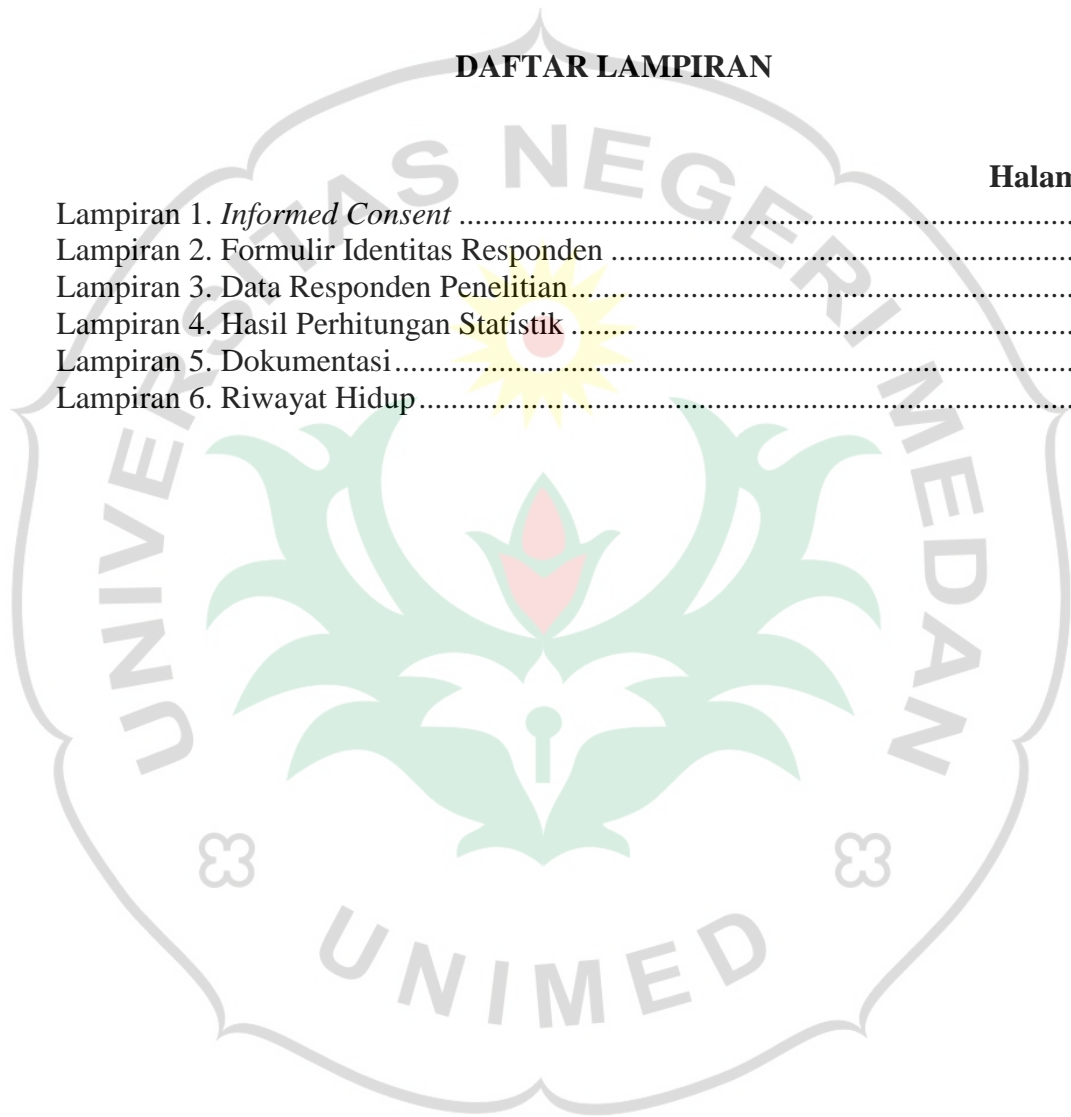 DAFTAR LAMPIRAN
Halam
Lampiran 1. Informed Consent ................................................................
Lampiran 2. Formulir Identitas Responden ................................................
Lampiran 3. Data Responden Penelitian....................................................
Lampiran 4. Hasil Perhitungan Statistik ....................................................
Lampiran 5. Dokumentasi........................................................................
Lampiran 6. Riwayat Hidup.....................................................................
UNIVERSITAS NEGERI MEDAN
UNIMED